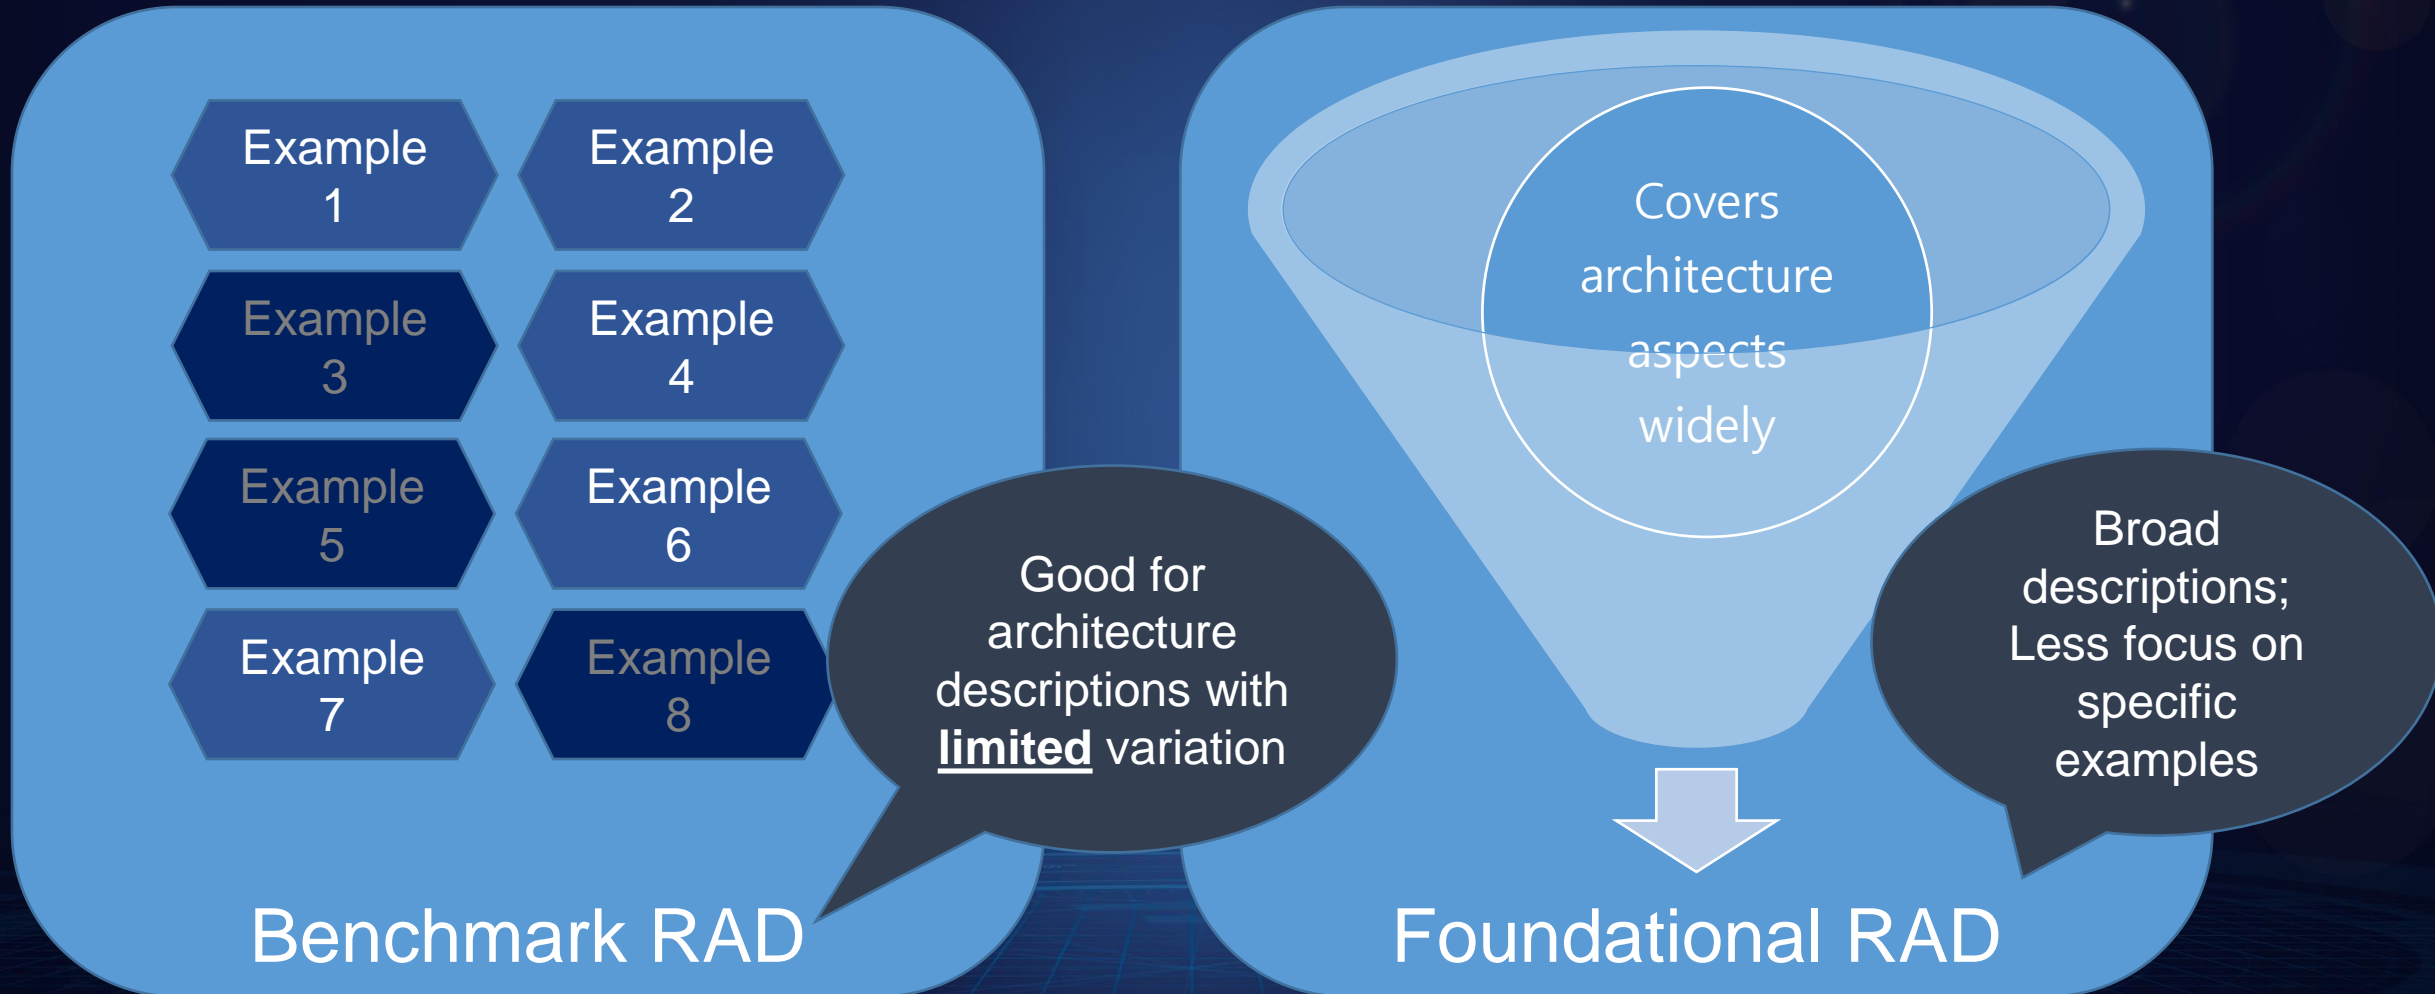 Example
1
Example
2
Example
3
Example
4
Example
5
Example
6
Example
7
Example
8
Good for
architecture
descriptions with
limited variation
Benchmark RAD
Covers
architecture
aspects
widely
Broad
descriptions;
Less focus on
specific
examples
Foundational RAD